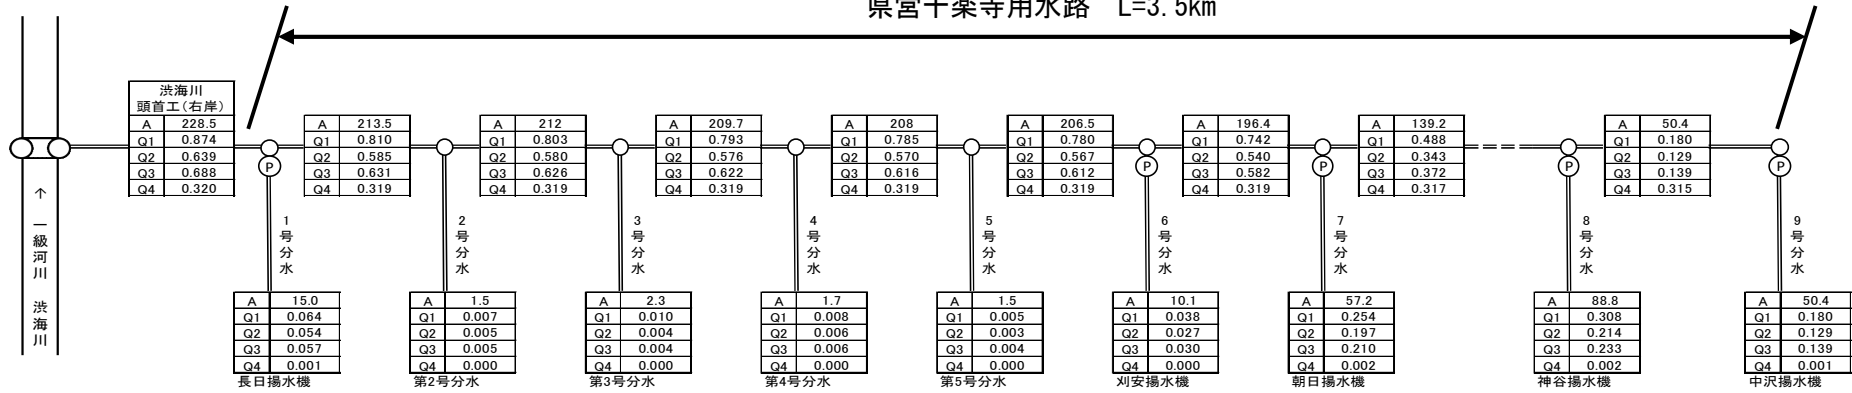 県営千楽寺用水路 L=3.5km
渋海川
頭首工(右岸)
A 228.5
Q1 0.874
Q2 0.639
Q3 0.688
Q4 0.320
A 213.5
Q1 0.810
Q2 0.585
Q3 0.631
Q4 0.319
A 212
Q1 0.803
Q2 0.580
Q3 0.626
Q4 0.319
A 209.7
Q1 0.793
Q2 0.576
Q3 0.622
Q4 0.319
A 208
Q1 0.785
Q2 0.570
Q3 0.616
Q4 0.319
A 206.5
Q1 0.780
Q2 0.567
Q3 0.612
Q4 0.319
A 196.4
Q1 0.742
Q2 0.540
Q3 0.582
Q4 0.319
A 139.2
Q1 0.488
Q2 0.343
Q3 0.372
Q4 0.317
A 50.4
Q1 0.180
Q2 0.129
Q3 0.139
Q4 0.315
P
P
P
P
P
↑ 一級河川 渋海川
1号分水
2号分水
3号分水
4号分水
5号分水
6号分水
7号分水
8号分水
9号分水
A 15.0
Q1 0.064
Q2 0.054
Q3 0.057
Q4 0.001
長日揚水機
A 1.5
Q1 0.007
Q2 0.005
Q3 0.005
Q4 0.000
第2号分水
A 2.3
Q1 0.010
Q2 0.004
Q3 0.004
Q4 0.000
第3号分水
A 1.7
Q1 0.008
Q2 0.006
Q3 0.006
Q4 0.000
第4号分水
A 1.5
Q1 0.005
Q2 0.003
Q3 0.004
Q4 0.000
第5号分水
A 10.1
Q1 0.038
Q2 0.027
Q3 0.030
Q4 0.000
刈安揚水機
A 57.2
Q1 0.254
Q2 0.197
Q3 0.210
Q4 0.002
朝日揚水機
A 88.8
Q1 0.308
Q2 0.214
Q3 0.233
Q4 0.002
神谷揚水機
A 50.4
Q1 0.180
Q2 0.129
Q3 0.139
Q4 0.001
中沢揚水機